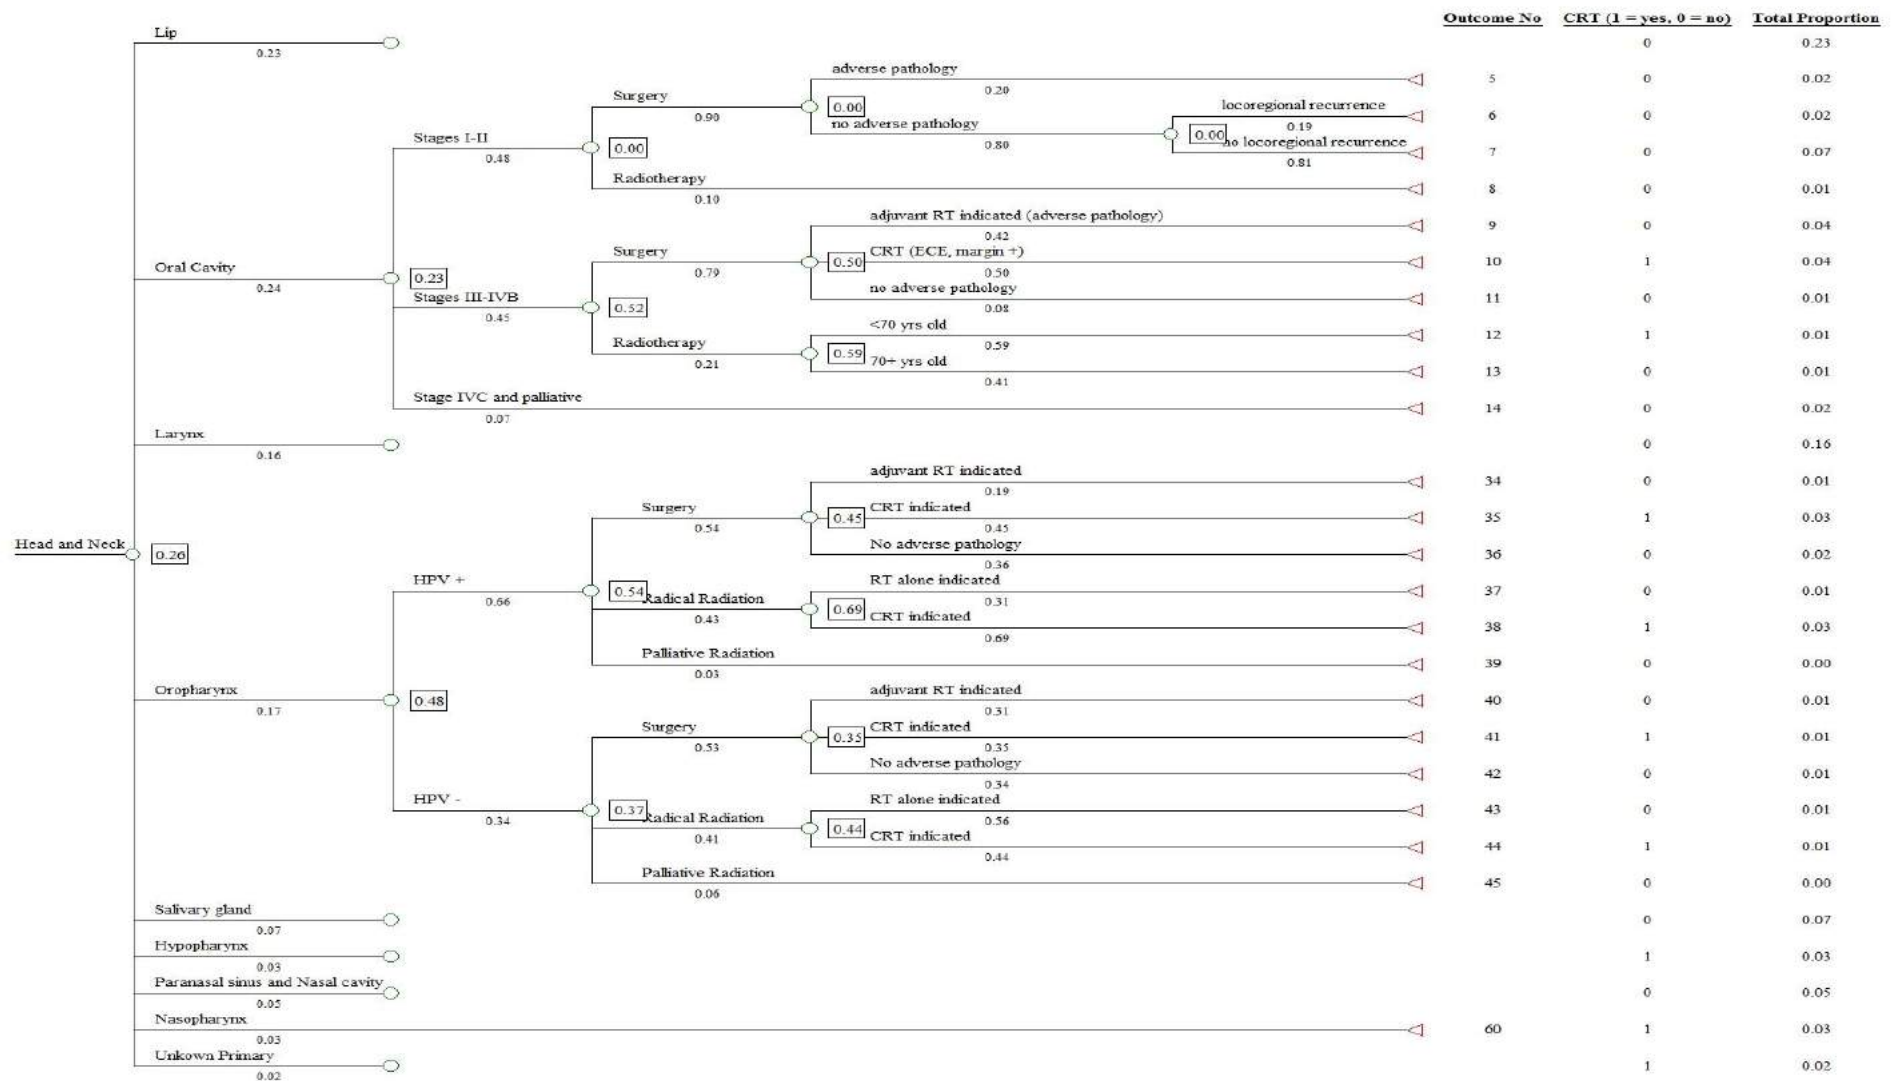 Outcome No CRT (1 = yes, 0 = no) Total Proportion
Lip
0.23
0 0.23
adverse pathology
0.20
5 0 0.02
Surgery
0.90
0.00
no adverse pathology
0.80
locoregional recurrence
0.19
6 0 0.02
0.00
no locoregional recurrence
0.81
7 0 0.07
Stages I-II
0.48
0.00
Radiotherapy
0.10
8 0 0.01
adjuvant RT indicated (adverse pathology)
0.42
9 0 0.04
Surgery
0.79
0.50
CRT (ECE, margin +)
0.50
10 1 0.04
Oral Cavity
0.24
0.23
no adverse pathology
0.08
11 0 0.01
Stages III-IVB
0.45
0.52
<70 yrs old
0.59
12 1 0.01
Radiotherapy
0.21
0.59
70+ yrs old
0.41
13 0 0.01
Stage IVC and palliative
0.07
14 0 0.02
Larynx
0.16
0 0.16
adjuvant RT indicated
0.19
34 0 0.01
Surgery
0.54
0.45
CRT indicated
0.45
35 1 0.03
Head and Neck
0.26
No adverse pathology
0.36
36 0 0.02
HPV +
0.66
0.54
RT alone indicated
0.31
37 0 0.01
Radical Radiation
0.43
0.69
CRT indicated
0.69
38 1 0.03
Palliative Radiation
0.03
39 0 0.00
Oropharynx
0.17
0.48
adjuvant RT indicated
0.31
40 0 0.01
Surgery
0.53
0.35
CRT indicated
0.35
41 1 0.01
No adverse pathology
0.34
42 0 0.01
HPV -
0.34
0.37
RT alone indicated
0.56
43 0 0.01
Radical Radiation
0.41
0.44
CRT indicated
0.44
44 1 0.01
Palliative Radiation
0.06
45 0 0.00
Salivary gland
0.07
0 0.07
Hypopharynx
0.03
1 0.03
Paranasal sinus and Nasal cavity
0.05
0 0.05
Nasopharynx
0.03
60 1 0.03
Unkown Primary
0.02
1 0.02